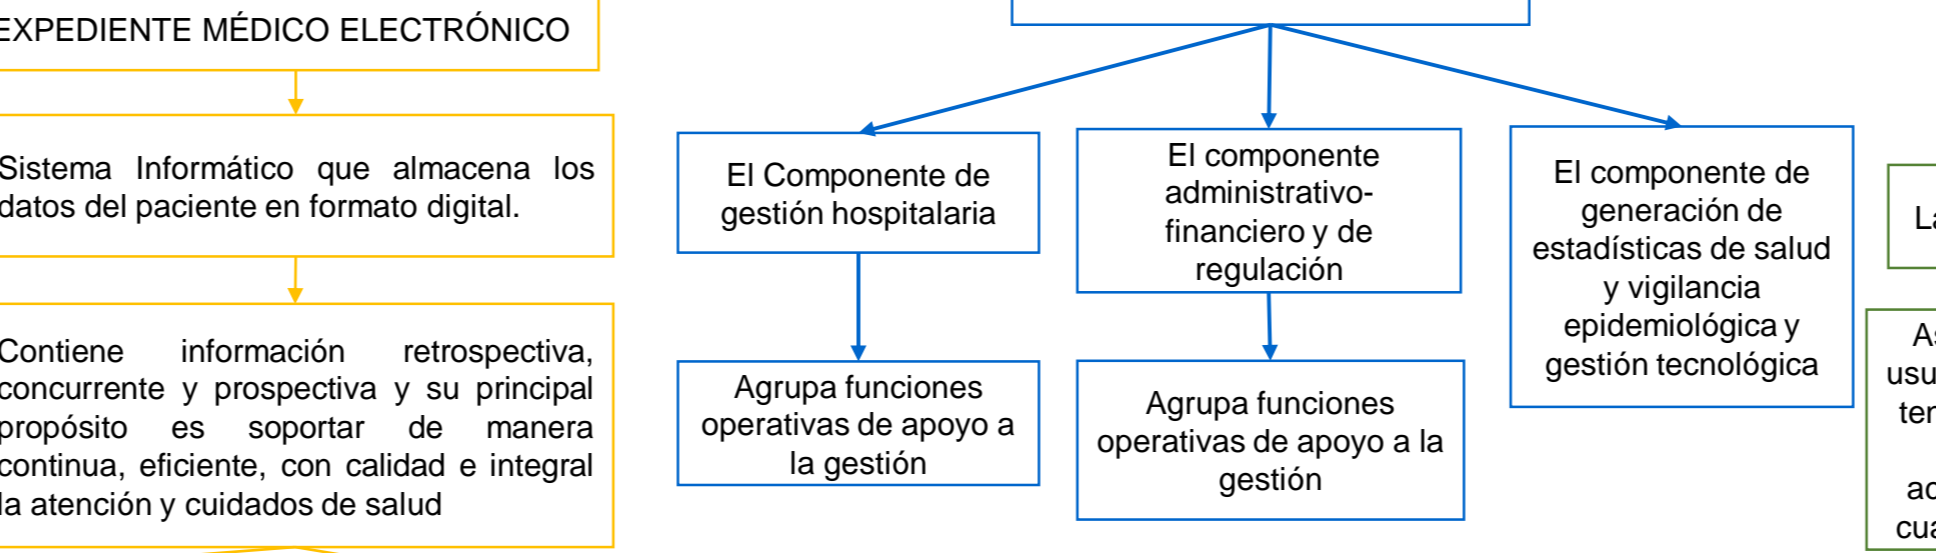 EXPEDIENTE MÉDICO ELECTRÓNICO
Sistema Informático que almacena los
datos del paciente en formato digital.
Contiene información retrospectiva,
concurrente y prospectiva y su principal
propósito es soportar de manera
continua, eficiente, con calidad e integral
la atención y cuidados de salud
El Componente de
gestión hospitalaria
Agrupa funciones
operativas de apoyo a
la gestión
El componente
administrativo-
financiero y de
regulación
Agrupa funciones
operativas de apoyo a la
gestión
El componente de
generación de
estadísticas de salud
y vigilancia
epidemiológica y
gestión tecnológica